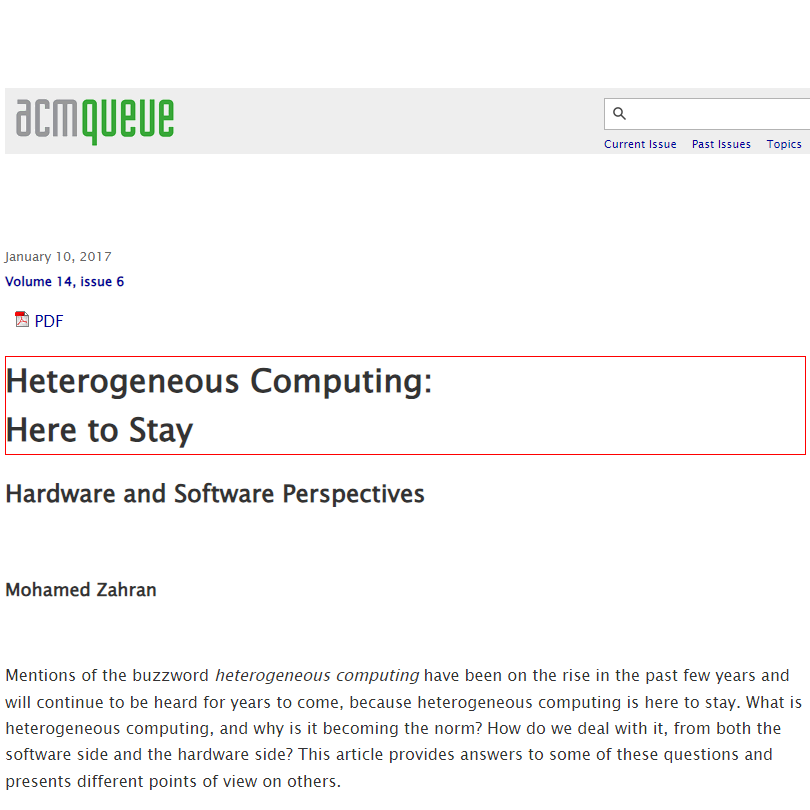 acmqueue
Current Issue Past Issues Topics
January 10, 2017
Volume 14, issue 6
PDF
Heterogeneous Computing:
Here to Stay
Hardware and Software Perspectives
Mohamed Zahran
Mentions of the buzzword heterogeneous computing have been on the rise in the past few years and
will continue to be heard for years to come, because heterogeneous computing is here to stay. What is
heterogeneous computing, and why is it becoming the norm? How do we deal with it, from both the
software side and the hardware side? This article provides answers to some of these questions and
presents different points of view on others.